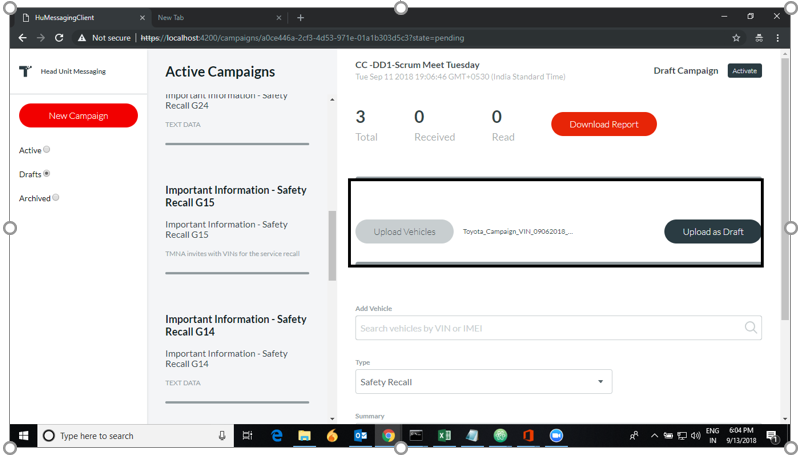 HuMessagingClient
New Tab
Not secure | https://localhost:4200/campaigns/a0ce446a-2cf3-4d53-971e-01a1b303d5c3?state=pending
Head Unit Messaging
New Campaign
Active
Drafts
Archived
Active Campaigns
Important Information - Safety
Recall G24
TEXT DATA
Important Information - Safety
Recall G15
Important Information - Safety
Recall G15
TMNA invites with VINs for the service recall
Important Information - Safety
Recall G14
Important Information - Safety
Recall G14
TEXT DATA
CC -DD1-Scrum Meet Tuesday
Tue Sep 11 2018 19:06:46 GMT+0530 (India Standard Time)
Draft Campaign
Activate
3 0 0
Total Received Read
Download Report
Upload Vehicles
Toyota_Campaign_VIN_09062018_...
Upload as Draft
Add Vehicle
Search vehicles by VIN or IMEI
Type
Safety Recall
Summary
Type here to search
ENG
IN
6:04 PM
9/13/2018
1